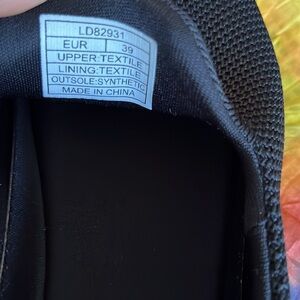 LD82931
EUR 39
UPPER:TEXTILE
LINING:TEXTILE
OUTSOLE:SYNTHETIC
MADE IN CHINA